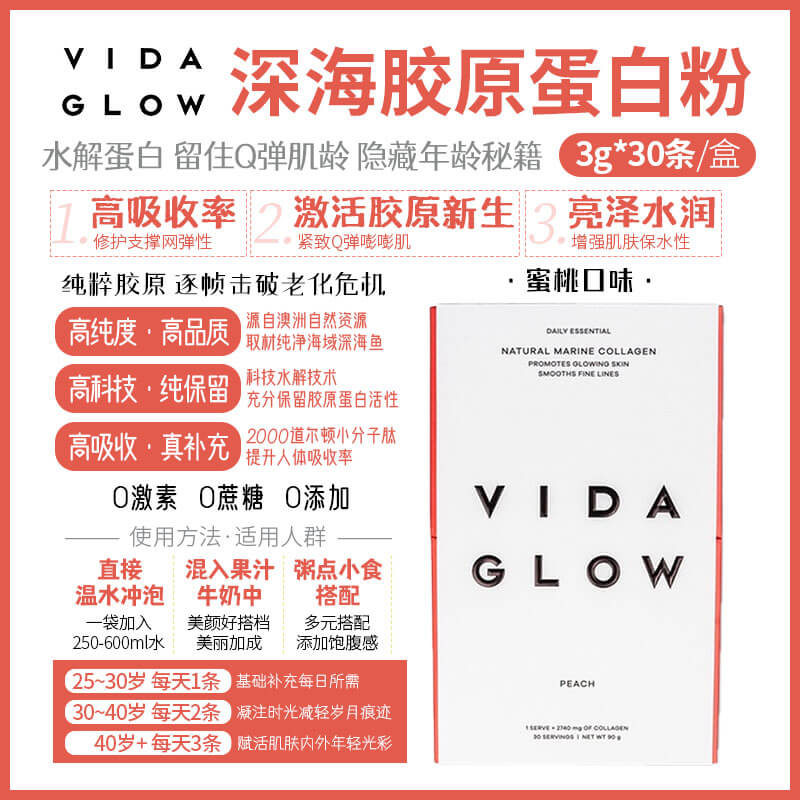 VIDA
GLOW
深海胶原蛋白粉
水解蛋白 留住Q弹肌龄 隐藏年龄秘籍
3g*30条/盒
1.
高吸收率
修护支撑网弹性
2.
激活胶原新生
紧致Q弹嘭嘭肌
3.
亮泽水润
增强肌肤保水性
纯粹胶原 逐帧击破老化危机
高纯度·高品质
源自澳洲自然资源
取材纯净海域深海鱼
高科技·纯保留
科技水解技术
充分保留胶原蛋白活性
高吸收·真补充
2000道尔顿小分子肽
提升人体吸收率
0激素 0蔗糖 0添加
使用方法·适用人群
直接
温水冲泡
一袋加入
250-600ml水
混入果汁
牛奶中
美颜好搭档
美丽加成
粥点小食
搭配
多元搭配
添加饱腹感
25~30岁 每天1条
基础补充每日所需
30~40岁 每天2条
凝注时光减轻岁月痕迹
40岁+ 每天3条
赋活肌肤内外年轻光彩
·蜜桃口味·
DAILY ESSENTIAL
NATURAL MARINE COLLAGEN
PROMOTES GLOWING SKIN
SMOOTHS FINE LINES
VIDA
GLOW
PEACH
1 SERVE = 2740 mg OF COLLAGEN
30 SERVINGS | NET WT 90 g